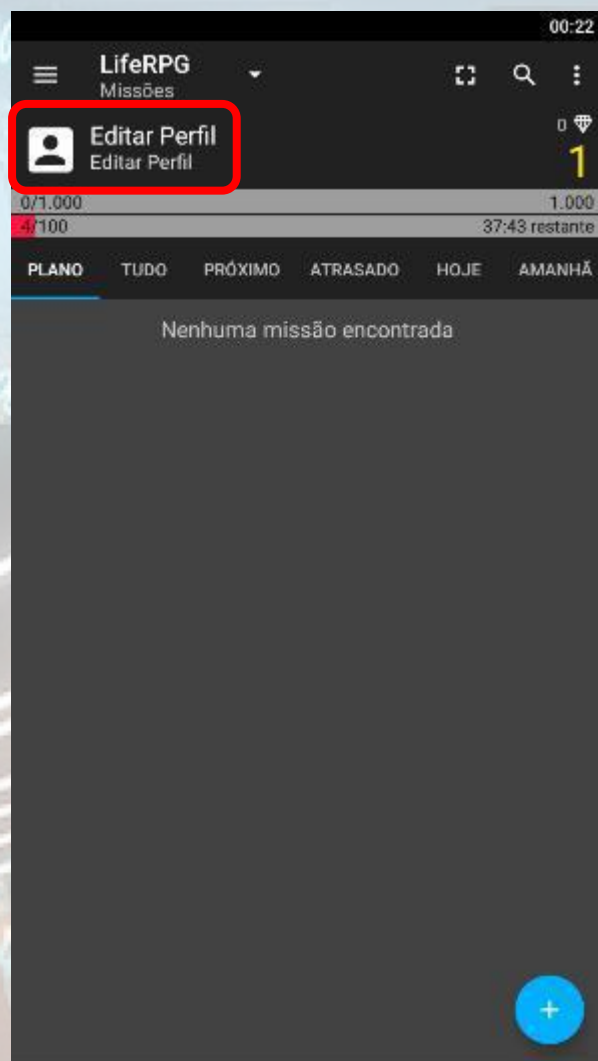 00:22
LifeRPG
Missões
Editar Perfil
Editar Perfil
0
1
0/1.000 1.000
4/100 37:43 restante
PLANO TUDO PRÓXIMO ATRASADO HOJE AMANHÃ
Nenhuma missão encontrada
+